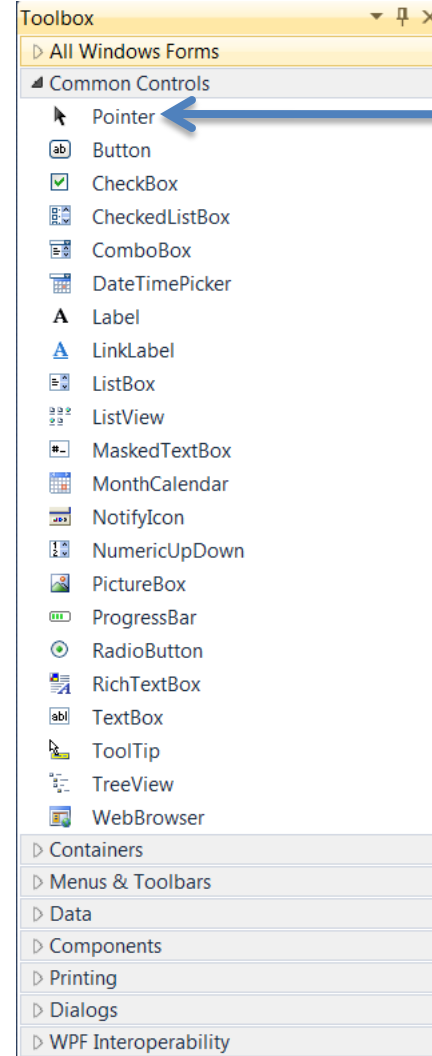 Toolbox
All Windows Forms
Common Controls
Pointer
Button
CheckBox
CheckedListBox
ComboBox
DateTimePicker
Label
LinkLabel
ListBox
ListView
MaskedTextBox
MonthCalendar
NotifyIcon
NumericUpDown
PictureBox
ProgressBar
RadioButton
RichTextBox
TextBox
ToolTip
TreeView
WebBrowser
Containers
Menus & Toolbars
Data
Components
Printing
Dialogs
WPF Interoperability